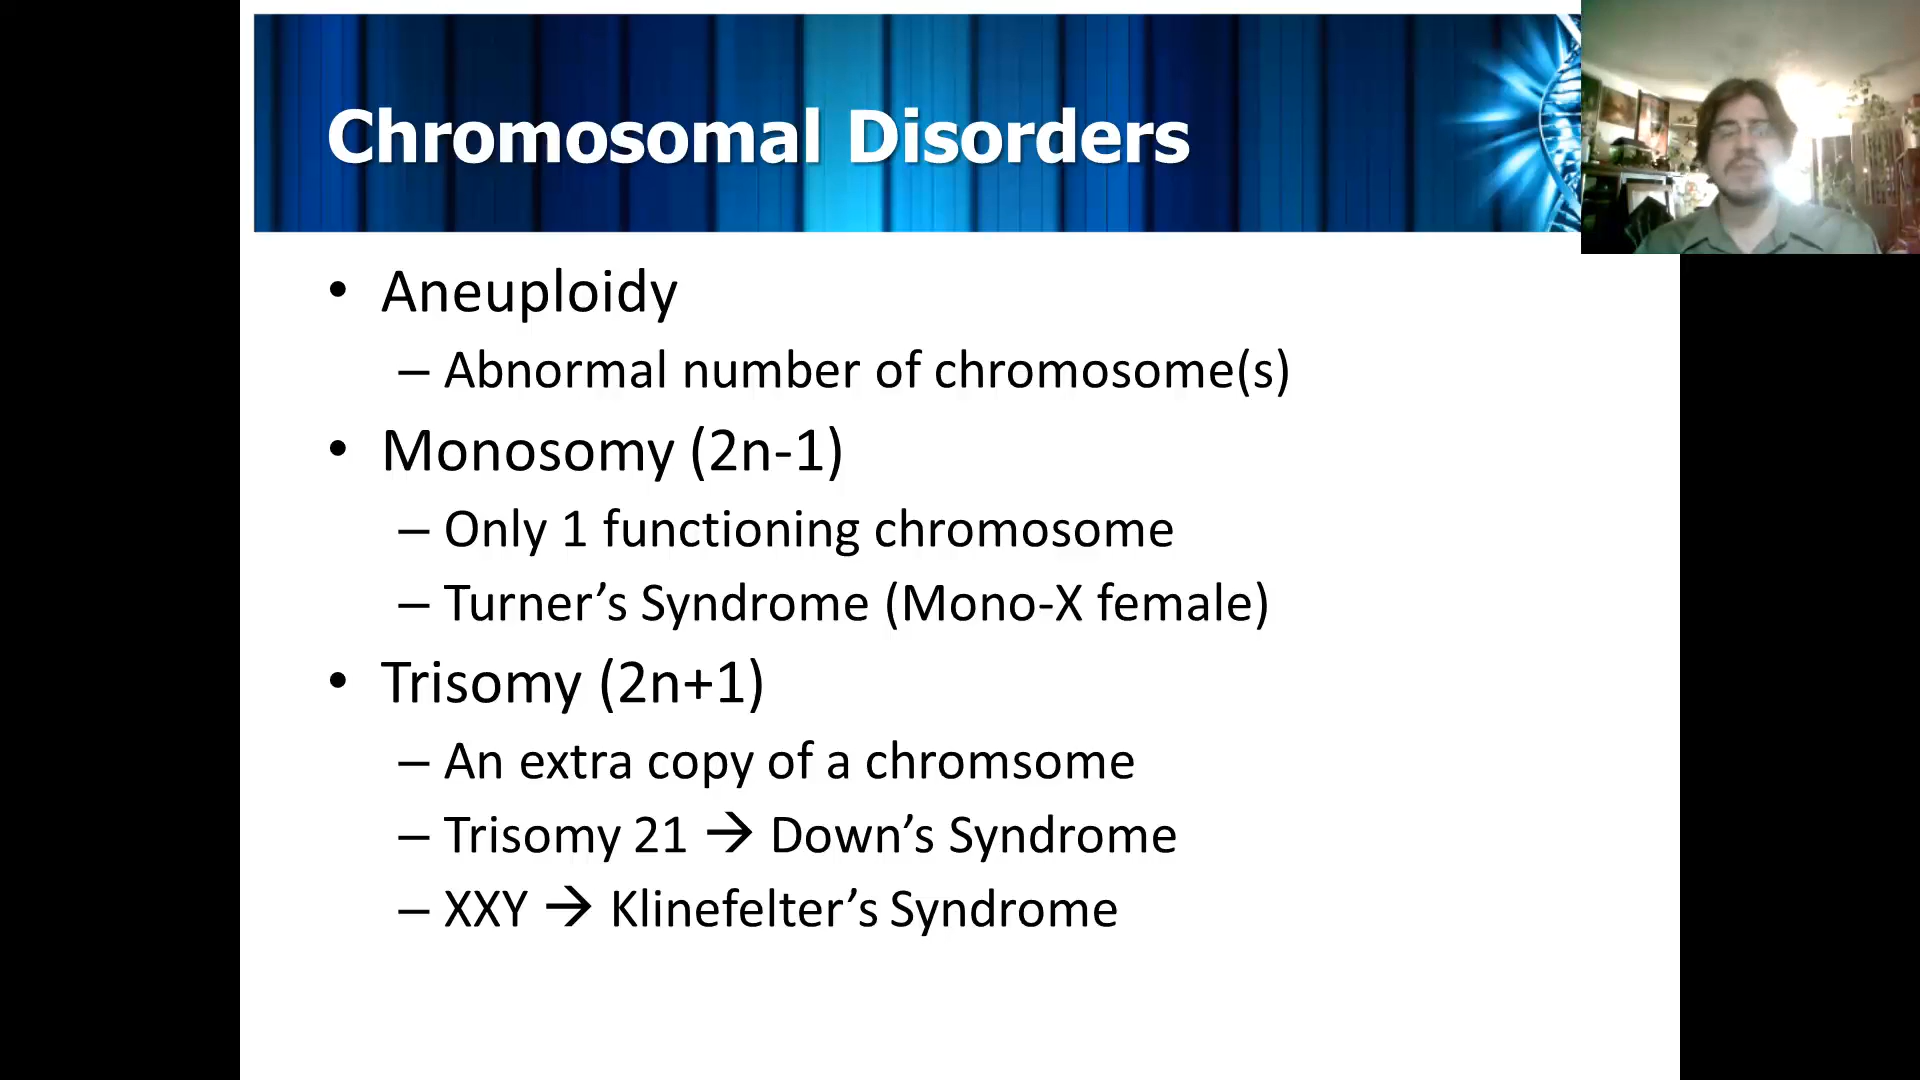 Chromosomal Disorders
• Aneuploidy
– Abnormal number of chromosome(s)
• Monosomy (2n-1)
– Only 1 functioning chromosome
– Turner’s Syndrome (Mono-X female)
• Trisomy (2n+1)
– An extra copy of a chromsome
– Trisomy 21 → Down’s Syndrome
– XXY → Klinefelter’s Syndrome